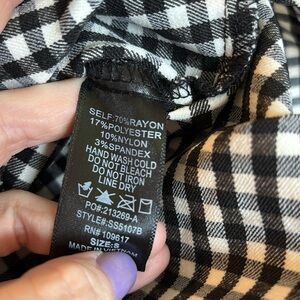 SELF:70%RAYON
17%POLYESTER
10%NYLON
3%SPANDEX
HAND WASH COLD
DO NOT BLEACH
DO NOT IRON
LINE DRY
PO#:213269-A
STYLE#:SS5107B
RN# 109617
SIZE:S
MADE IN VIETNAM